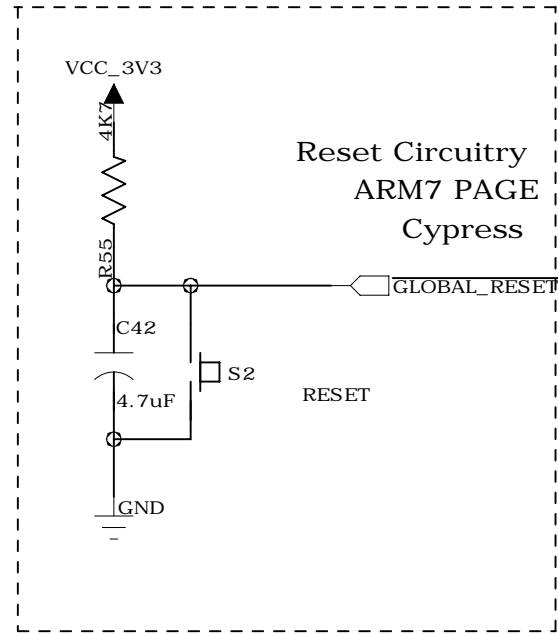 VCC_3V3
4K7
Reset Circuitry
ARM7 PAGE
Cypress
R55
GLOBAL_RESET
C42
S2
4.7uF
RESET
GND